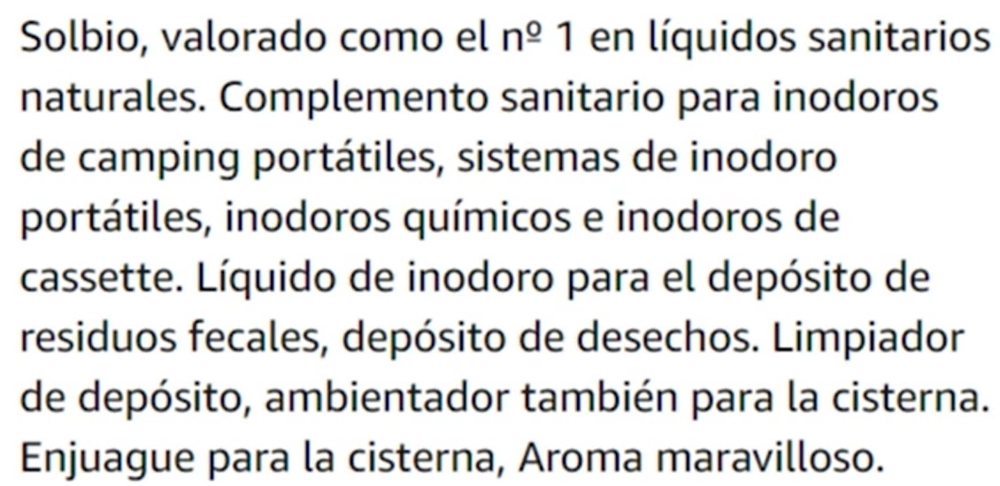 Solbio, valorado como el nº 1 en líquidos sanitarios
naturales. Complemento sanitario para inodoros
de camping portátiles, sistemas de inodoro
portátiles, inodoros químicos e inodoros de
cassette. Líquido de inodoro para el depósito de
residuos fecales, depósito de desechos. Limpiador
de depósito, ambientador también para la cisterna.
Enjuague para la cisterna, Aroma maravilloso.